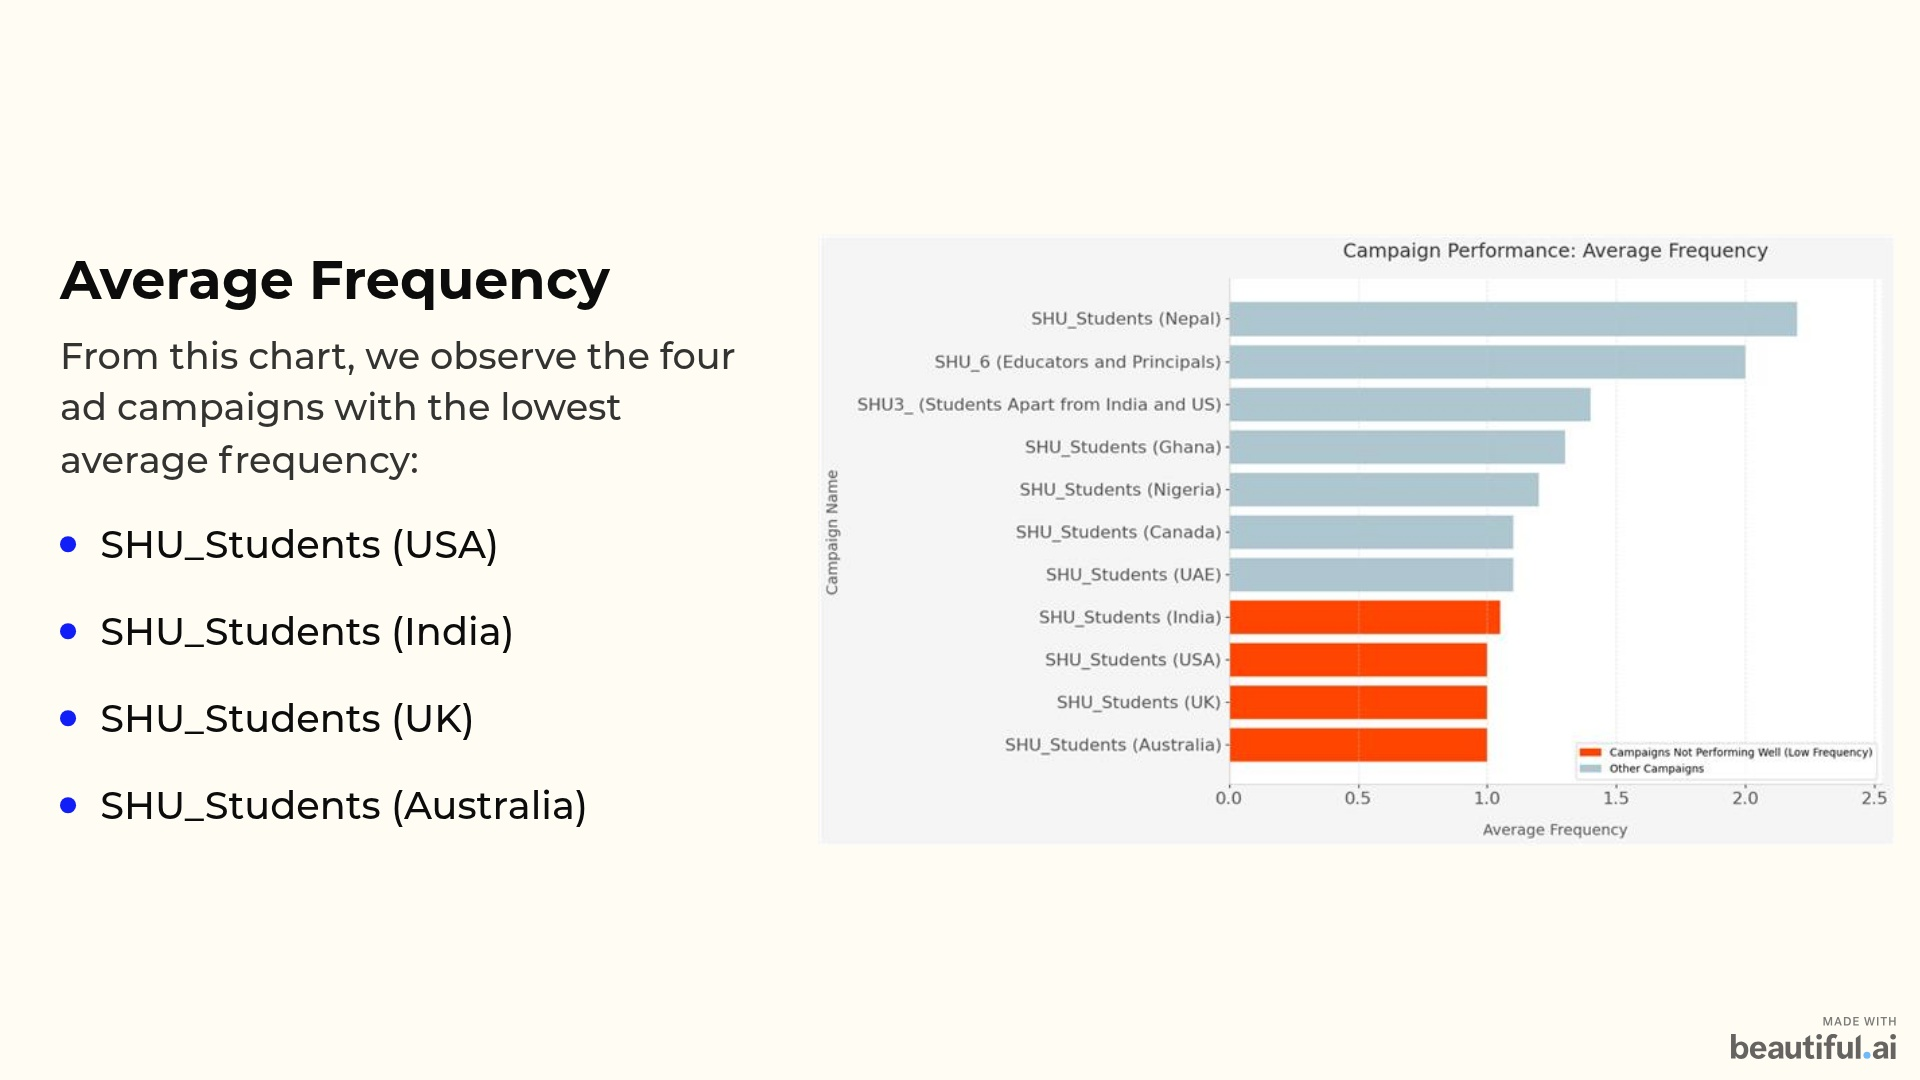 Average Frequency
From this chart, we observe the four
ad campaigns with the lowest
average frequency:
SHU_Students (USA)
SHU_Students (India)
SHU_Students (UK)
SHU_Students (Australia)
Campaign Performance: Average Frequency
Campaign Name
SHU_Students (Nepal)
SHU_6 (Educators and Principals)
SHU3_ (Students Apart from India and US)
SHU_Students (Ghana)
SHU_Students (Nigeria)
SHU_Students (Canada)
SHU_Students (UAE)
SHU_Students (India)
SHU_Students (USA)
SHU_Students (UK)
SHU_Students (Australia)
Campaigns Not Performing Well (Low Frequency)
Other Campaigns
0.0 0.5 1.0 1.5 2.0 2.5
Average Frequency
MADE WITH
beautiful.ai